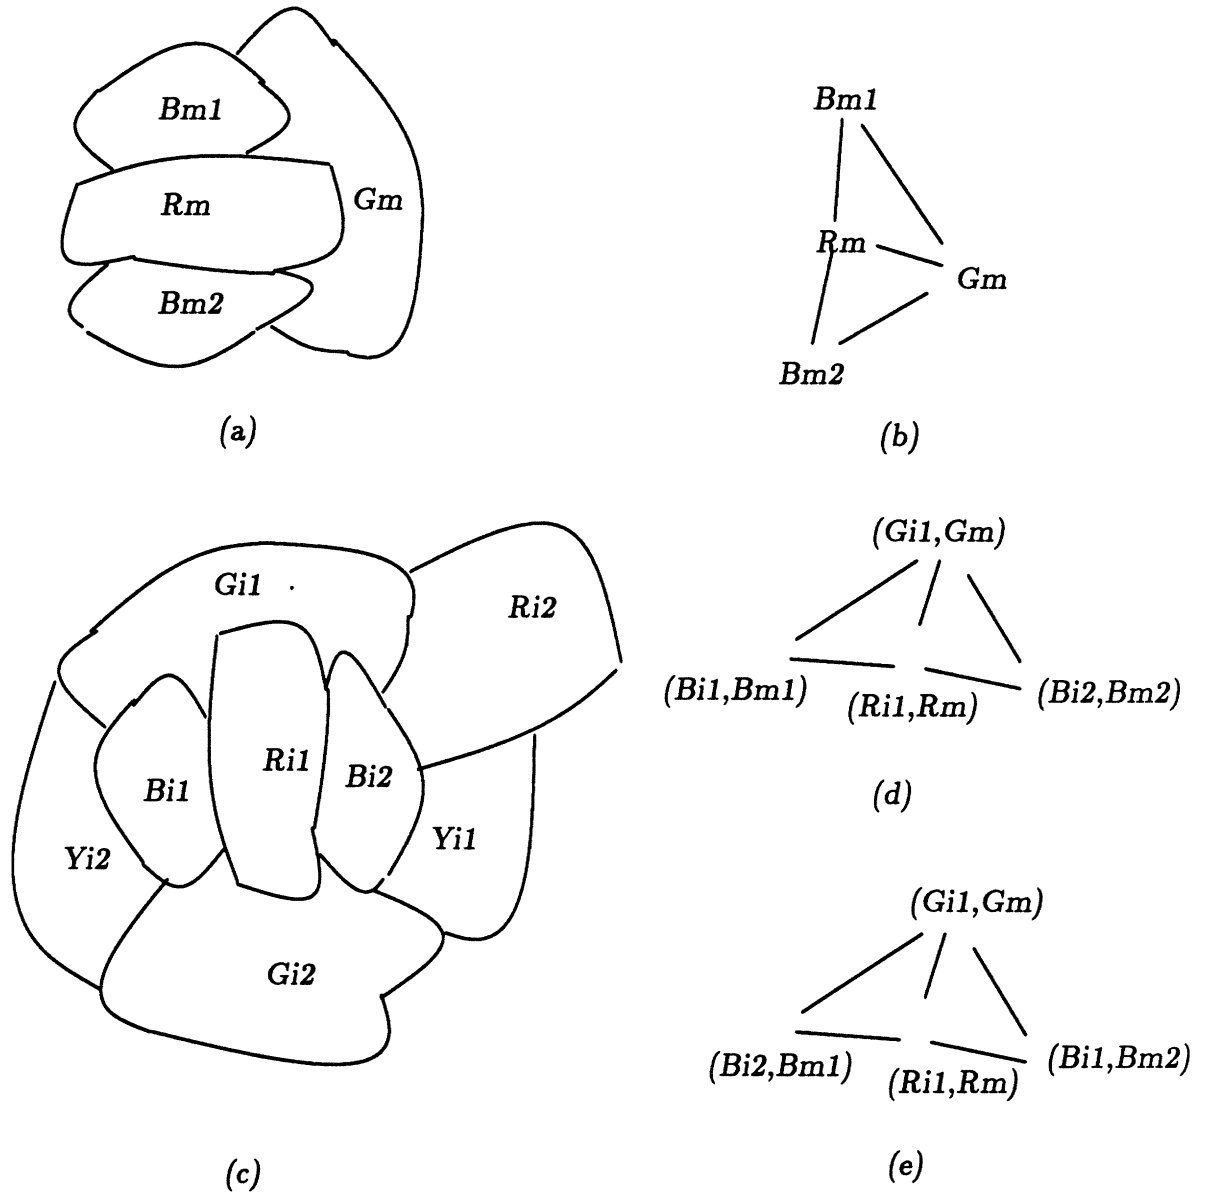 Bm1
Rm
Gm
Bm2
(a)
Bm1
Rm
Gm
Bm2
(b)
Gi1
Ri2
Ri1
Bi2
Bi1
Yi1
Yi2
Gi2
(c)
(Gi1,Gm)
(Bi1,Bm1)
(Ri1,Rm)
(Bi2,Bm2)
(d)
(Gi1,Gm)
(Bi2,Bm1)
(Ri1,Rm)
(Bi1,Bm2)
(e)